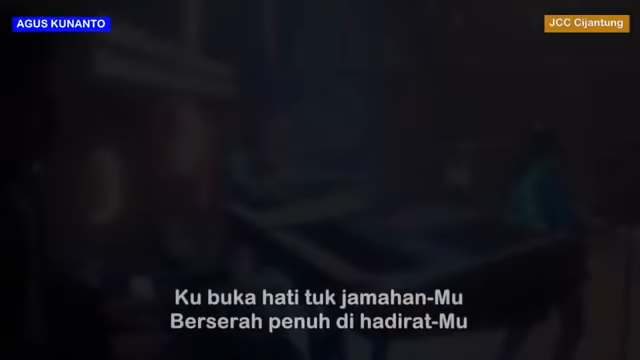 AGUS KUNANTO
JCC Cijantung
Ku buka hati tuk jamahan-Mu
Berserah penuh di hadirat-Mu